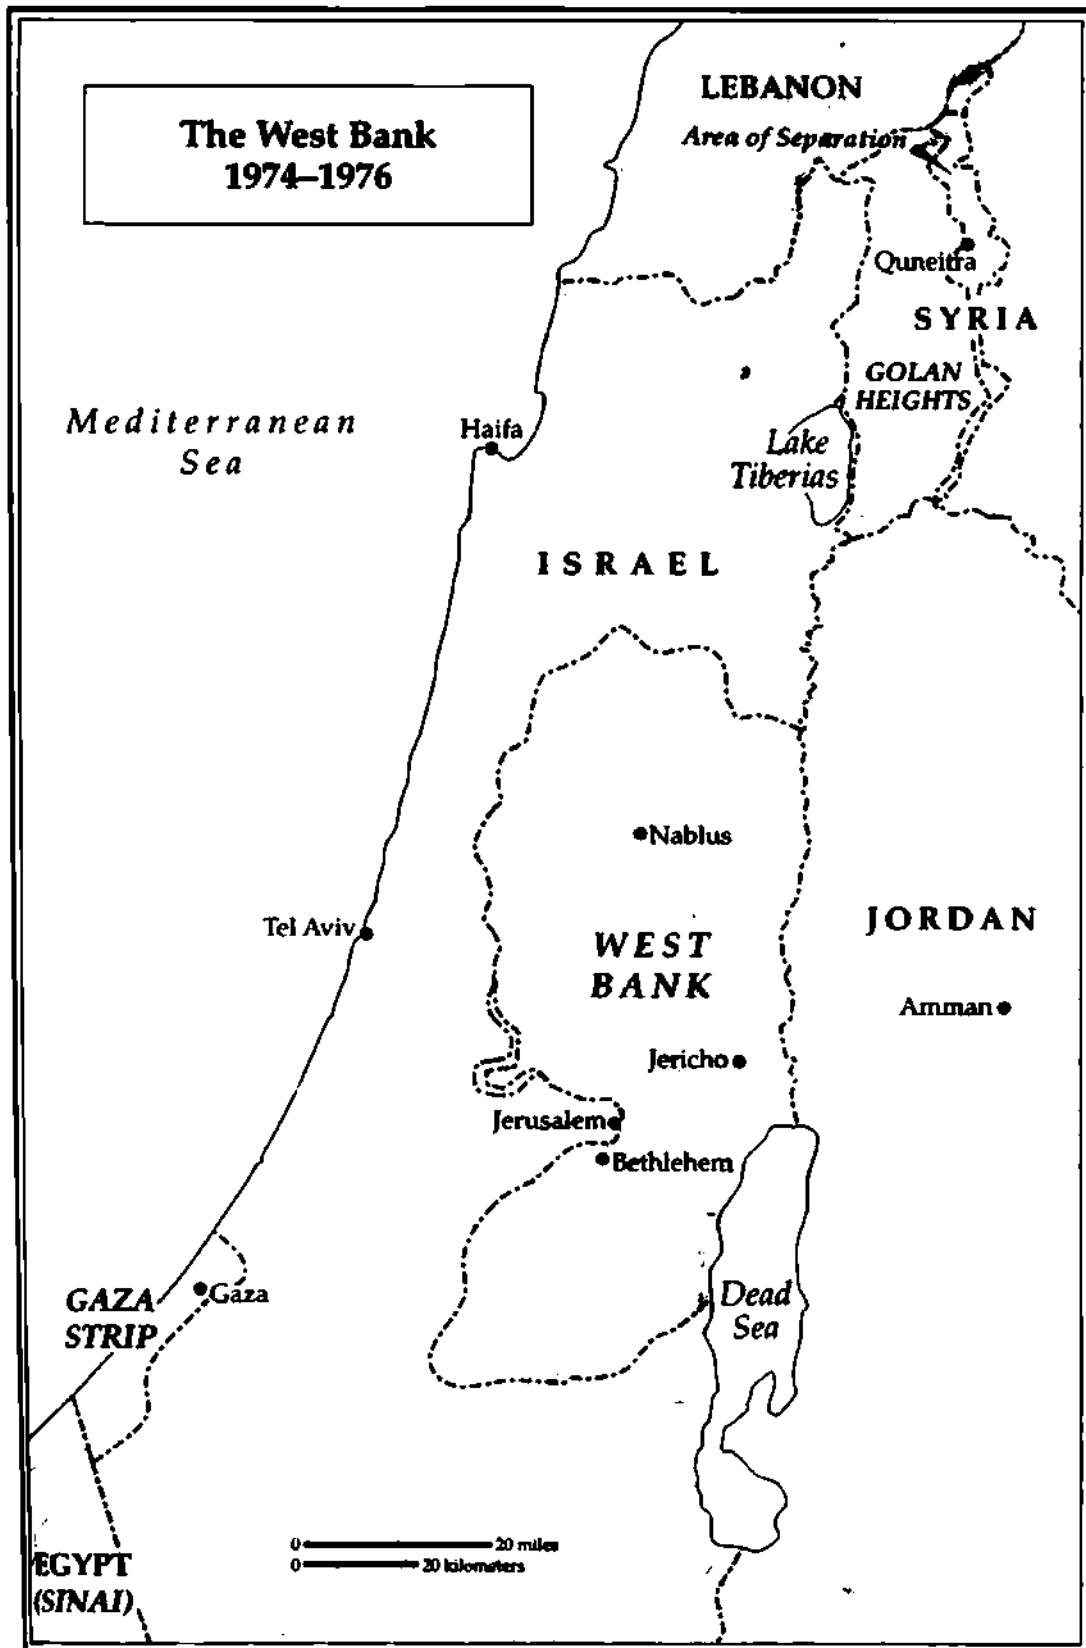 The West Bank
1974–1976
LEBANON
Area of Separation
Quneitra
SYRIA
GOLAN
HEIGHTS
Mediterranean
Sea
Haifa
Lake
Tiberias
ISRAEL
Nablus
Tel Aviv
WEST
BANK
JORDAN
Amman
Jericho
Jerusalem
Bethlehem
GAZA
STRIP
Gaza
Dead
Sea
0 20 miles
0 20 kilometers
EGYPT
(SINAI)